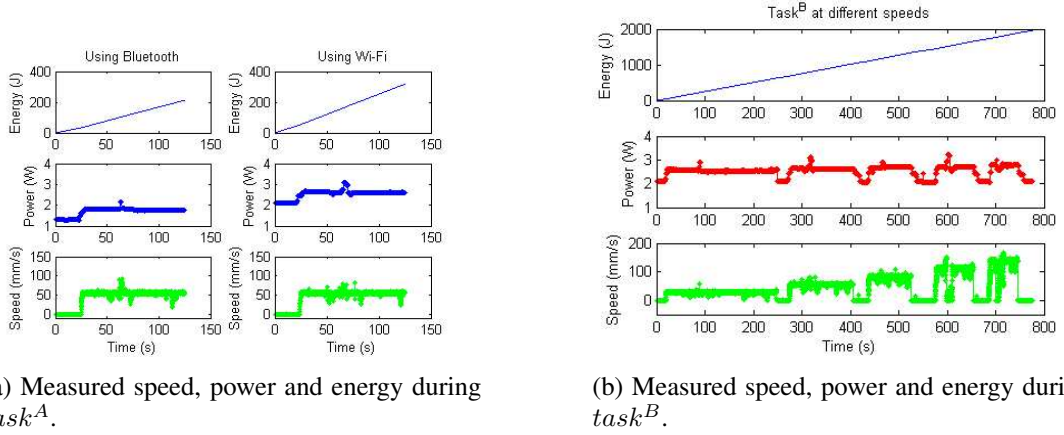 Using Bluetooth
Energy (J)
400
200
0
0 50 100 150
Power (W)
4
3
2
1
0 50 100 150
Speed (mm/s)
150
100
50
0
0 50 100 150
Time (s)
Using Wi-Fi
Energy (J)
400
200
0
0 50 100 150
Power (W)
4
3
2
1
0 50 100 150
Speed (mm/s)
150
100
50
0
0 50 100 150
Time (s)
) Measured speed, power and energy during
ask^A.
Task^B at different speeds
Energy (J)
2000
1000
0
0 100 200 300 400 500 600 700 800
Power (W)
4
3
2
1
0 100 200 300 400 500 600 700 800
Speed (mm/s)
200
100
0
0 100 200 300 400 500 600 700 800
Time (s)
(b) Measured speed, power and energy duri
task^B.